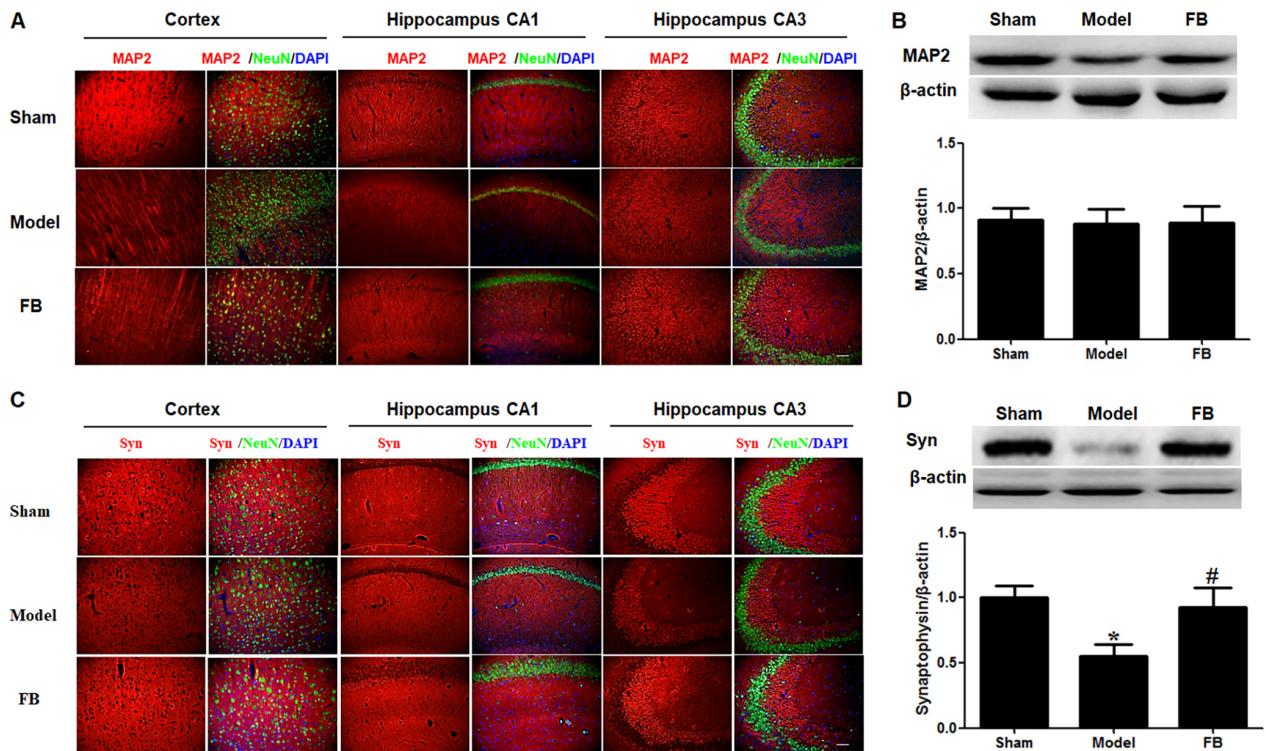 A
Cortex
Hippocampus CA1
Hippocampus CA3
MAP2
MAP2 /NeuN/DAPI
MAP2
MAP2 /NeuN/DAPI
MAP2
MAP2 /NeuN/DAPI
Sham
Model
FB
B
Sham
Model
FB
MAP2
β-actin
MAP2/β-actin
1.5
1.0
0.5
0.0
Sham
Model
FB
C
Cortex
Hippocampus CA1
Hippocampus CA3
Syn
Syn /NeuN/DAPI
Syn
Syn /NeuN/DAPI
Syn
Syn /NeuN/DAPI
Sham
Model
FB
D
Sham
Model
FB
Syn
β-actin
Synaptophysin/β-actin
1.5
1.0
0.5
0.0
*
#
Sham
Model
FB